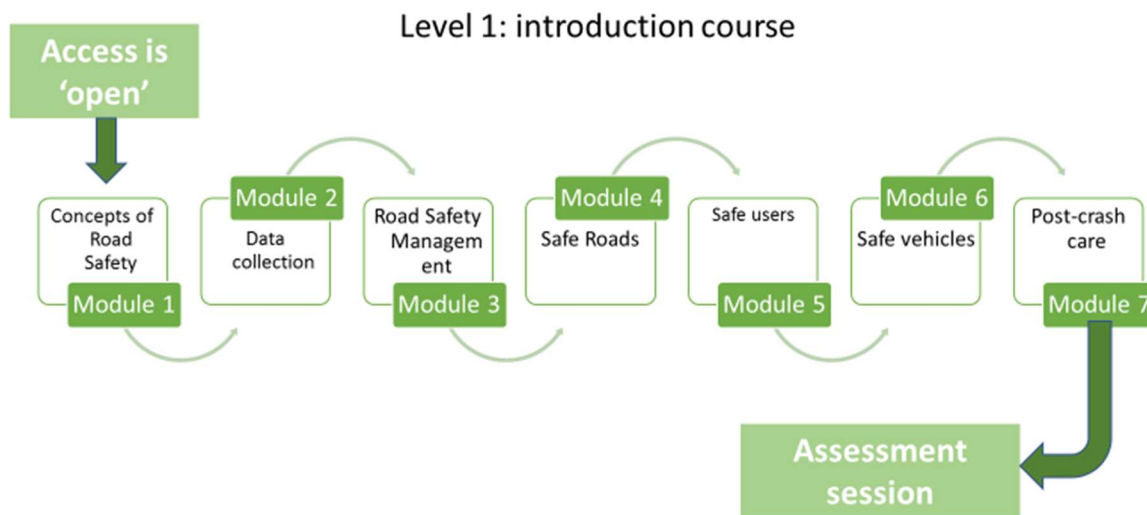 Level 1: introduction course
Access is
‘open’
Concepts of
Road
Safety
Module 1
Module 2
Data
collection
Road Safety
Managem
ent
Module 3
Module 4
Safe Roads
Safe users
Module 5
Module 6
Safe vehicles
Post-crash
care
Module 7
Assessment
session